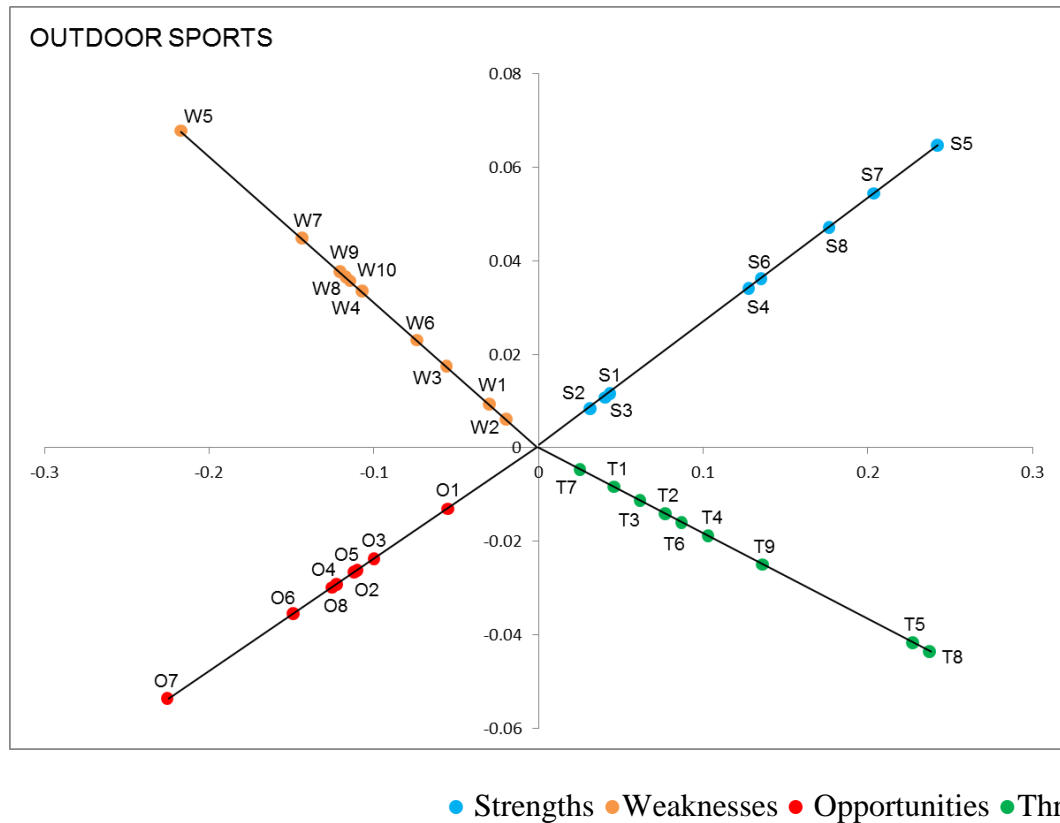 OUTDOOR SPORTS
0.08
W5
S5
S7
0.06
W7
S8
W9
W10
0.04
S6
W8
W4
S4
W6
W3
0.02
W1
S1
S2
S3
W2
0
-0.3
-0.2
-0.1
0
0.1
0.2
0.3
T7
T1
O1
T2
T3
T4
-0.02
T6
O3
O5
T9
O4
O2
O8
O6
T5
-0.04
T8
O7
-0.06
Strengths Weaknesses Opportunities Thr